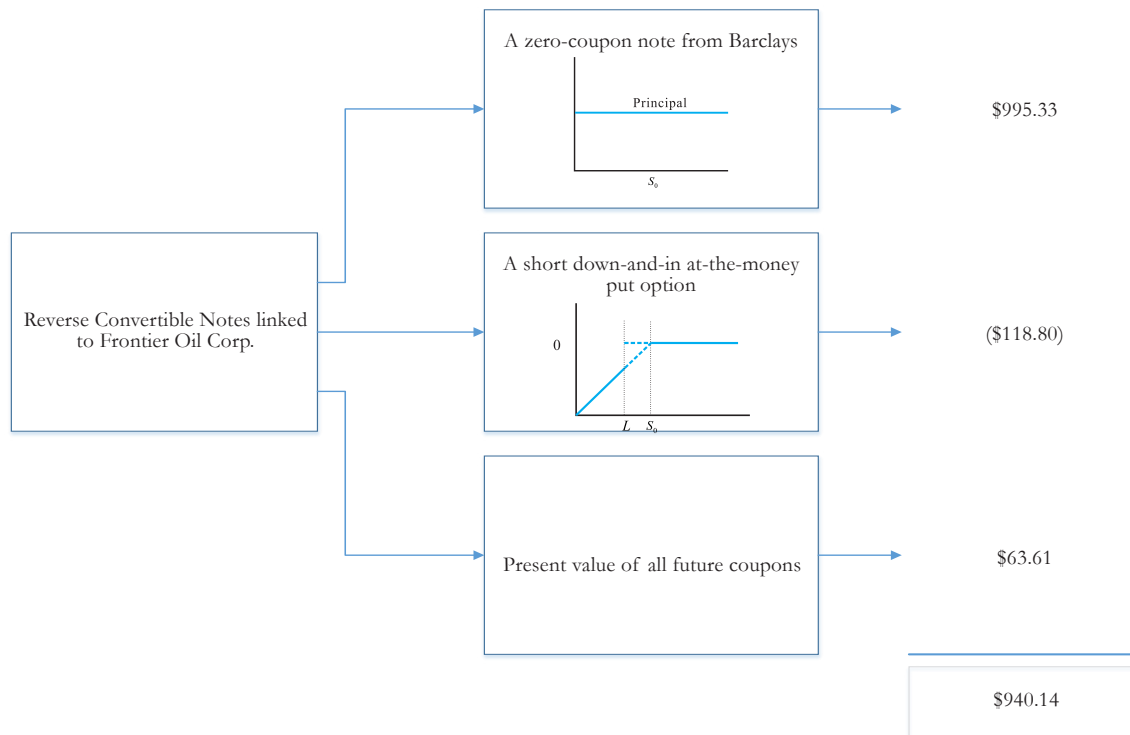 A zero-coupon note from Barclays
Principal
S0
$995.33
Reverse Convertible Notes linked
to Frontier Oil Corp.
A short down-and-in at-the-money
put option
0
L S0
($118.80)
Present value of all future coupons
$63.61
$940.14